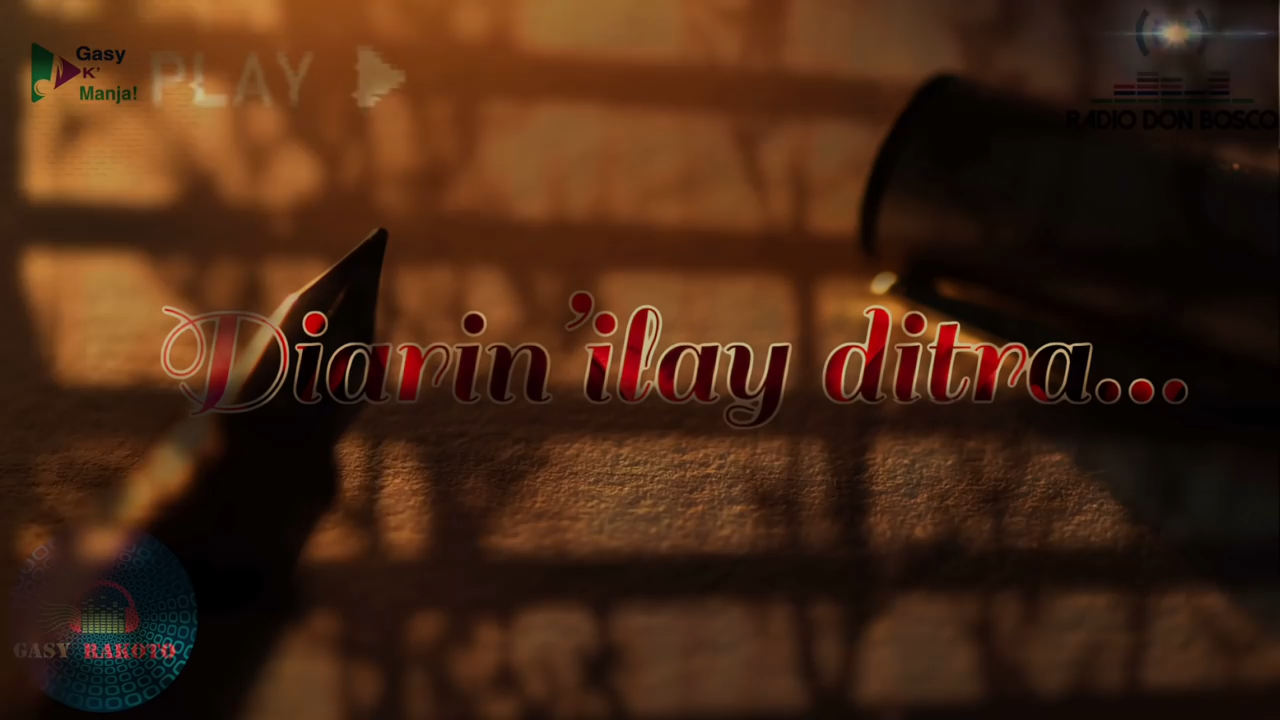 Gasy
K'
Manja!
PLAY
RADIO DON BOSCO
Diarin 'ilay ditra...
GASY RAKOTO